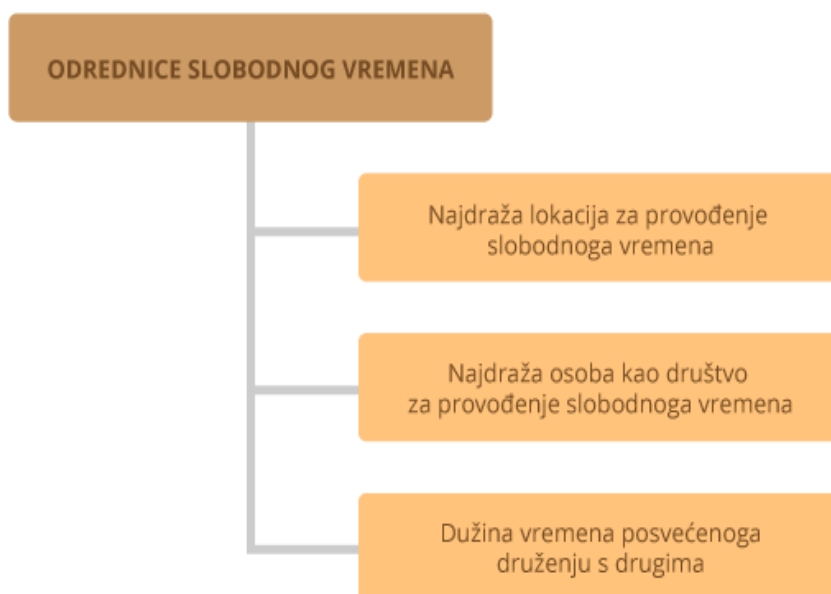 ODREDNICE SLOBODNOG VREMENA
Najdraža lokacija za provođenje
slobodnoga vremena
Najdraža osoba kao društvo
za provođenje slobodnoga vremena
Dužina vremena posvećenoga
druženju s drugima